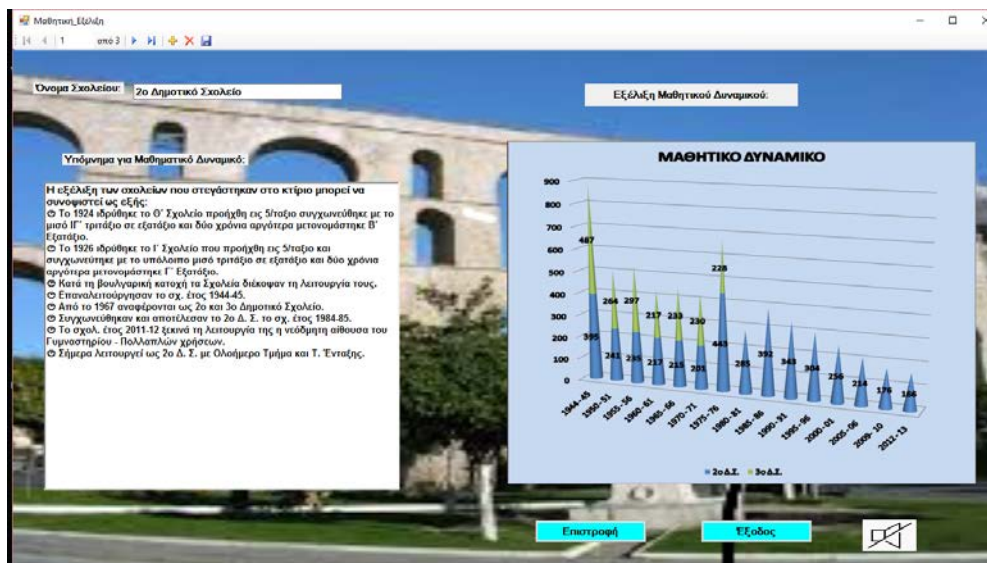 Μαθητική_Εξέλιξη
1 από 3
Όνομα Σχολείου: 2ο Δημοτικό Σχολείο
Εξέλιξη Μαθητικού Δυναμικού:
Υπόμνημα για Μαθηματικό Δυναμικό:
Η εξέλιξη των σχολείων που στεγάστηκαν στο κτίριο μπορεί να
συνοψιστεί ως εξής:
Το 1924 ιδρύθηκε το Θ΄ Σχολείο προήχθη εις 5/ταξιο συγχωνεύθηκε με το
μισό ΙΓ΄ τριτάξιο σε εξατάξιο και δύο χρόνια αργότερα μετονομάστηκε Β΄
Εξατάξιο.
Το 1926 ιδρύθηκε το Γ΄ Σχολείο που προήχθη εις 5/ταξιο και
συγχωνεύτηκε με το υπόλοιπο μισό τριτάξιο σε εξατάξιο και δύο χρόνια
αργότερα μετονομάστηκε Γ΄ Εξατάξιο.
Κατά τη βουλγαρική κατοχή τα Σχολεία διέκοψαν τη λειτουργία τους.
Επαναλειτούργησαν το σχ. έτος 1944-45.
Από το 1967 αναφέρονται ως 2ο και 3ο Δημοτικό Σχολείο.
Συγχωνεύθηκαν και αποτέλεσαν το 2ο Δ. Σ. το σχ. έτος 1984-85.
Το σχολ. έτος 2011-12 ξεκινά τη λειτουργία της η νεόδμητη αίθουσα του
Γυμναστηρίου - Πολλαπλών χρήσεων.
Σήμερα λειτουργεί ως 2ο Δ. Σ. με Ολοήμερο Τμήμα και Τ. Ένταξης.
ΜΑΘΗΤΙΚΟ ΔΥΝΑΜΙΚΟ
900
800
700
600
500
400
300
200
100
0
487 264 297 217 233 230 228
395 241 235 217 215 201 443 285 392 343 304 256 214 176 166
1944-45 1950-51 1955-56 1960-61 1965-66 1970-71 1975-76 1980-81 1985-86 1990-91 1995-96 2000-01 2005-06 2009-10 2012-13
2οΔ.Σ. 3οΔ.Σ.
Επιστροφή Έξοδος